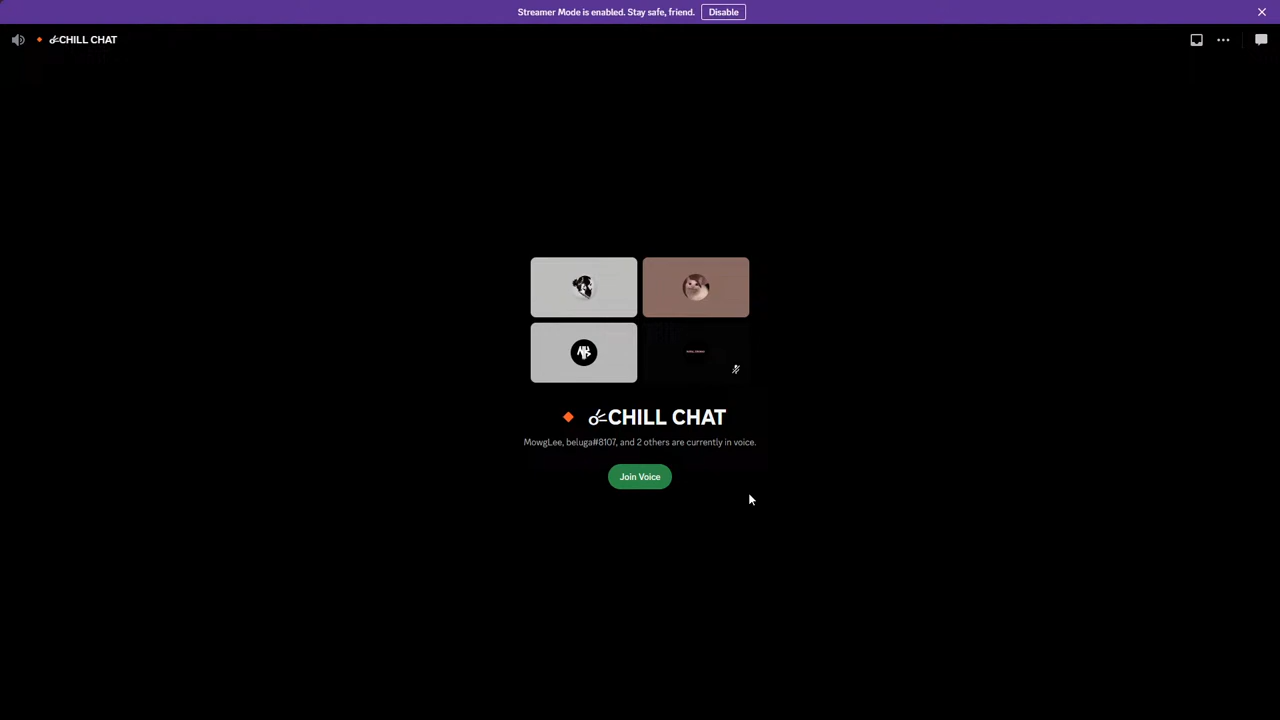 Streamer Mode is enabled. Stay safe, friend. Disable
CHILL CHAT
CHILL CHAT
MowgLee, beluga#8107, and 2 others are currently in voice.
Join Voice